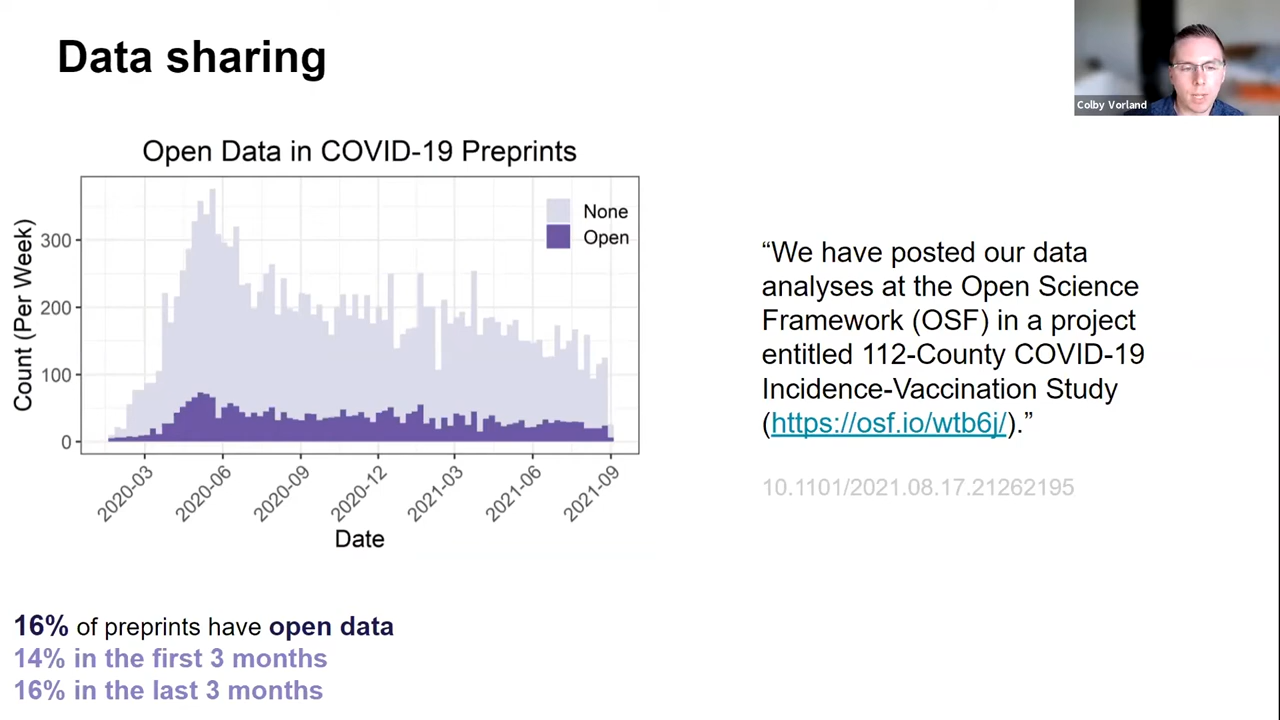 Data sharing
Colby Vorland
Open Data in COVID-19 Preprints
None
Open
Count (Per Week)
300
200
100
0
2020-03
2020-06
2020-09
2020-12
2021-03
2021-06
2021-09
Date
“We have posted our data
analyses at the Open Science
Framework (OSF) in a project
entitled 112-County COVID-19
Incidence-Vaccination Study
(https://osf.io/wtb6j/).”
10.1101/2021.08.17.21262195
16% of preprints have open data
14% in the first 3 months
16% in the last 3 months